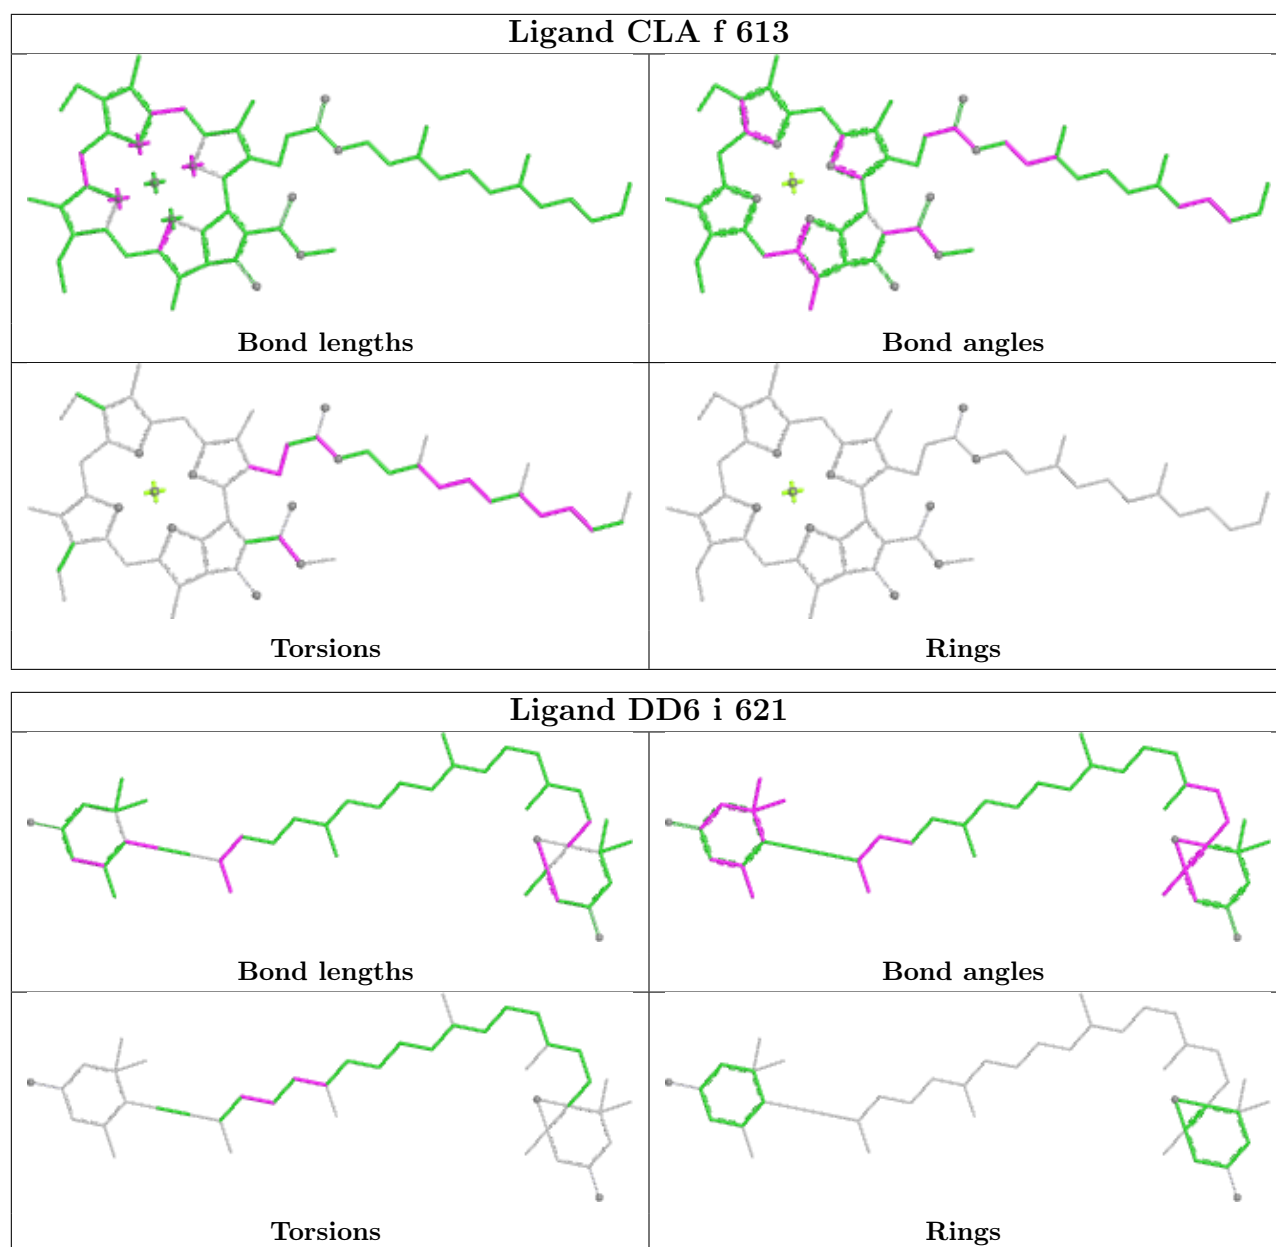 Ligand CLA f 613
Bond lengths
Bond angles
Torsions
Rings
Ligand DD6 i 621
Bond lengths
Bond angles
Torsions
Rings